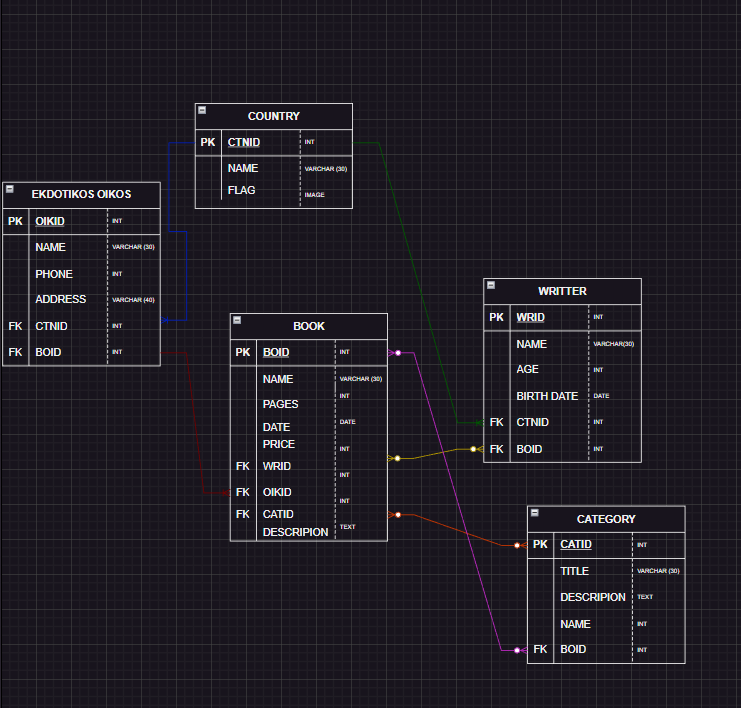 COUNTRY
PK CTNID INT
NAME VARCHAR (30)
FLAG IMAGE
EKDOTIKOS OIKOS
PK OIKID INT
NAME VARCHAR (30)
PHONE INT
ADDRESS VARCHAR (40)
FK CTNID INT
FK BOID INT
BOOK
PK BOID INT
NAME VARCHAR (30)
PAGES INT
DATE DATE
PRICE INT
FK WRID INT
FK OIKID INT
FK CATID
DESCRIPION TEXT
WRITTER
PK WRID INT
NAME VARCHAR(30)
AGE INT
BIRTH DATE DATE
FK CTNID INT
FK BOID INT
CATEGORY
PK CATID INT
TITLE VARCHAR (30)
DESCRIPION TEXT
NAME INT
FK BOID INT